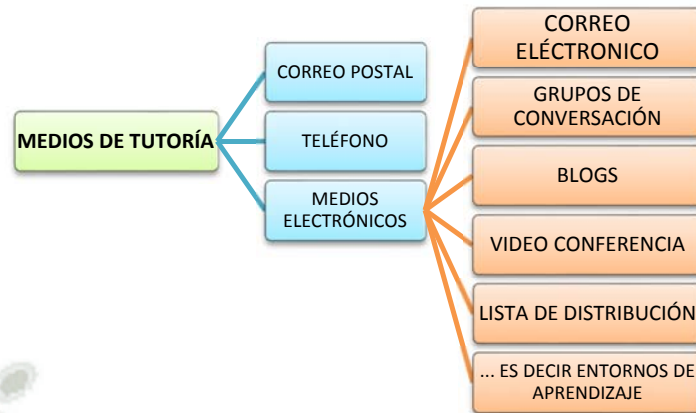 MEDIOS DE TUTORÍA
CORREO POSTAL
TELÉFONO
MEDIOS
ELECTRÓNICOS
CORREO
ELÉCTRONICO
GRUPOS DE
CONVERSACIÓN
BLOGS
VIDEO CONFERENCIA
LISTA DE DISTRIBUCIÓN
... ES DECIR ENTORNOS DE
APRENDIZAJE